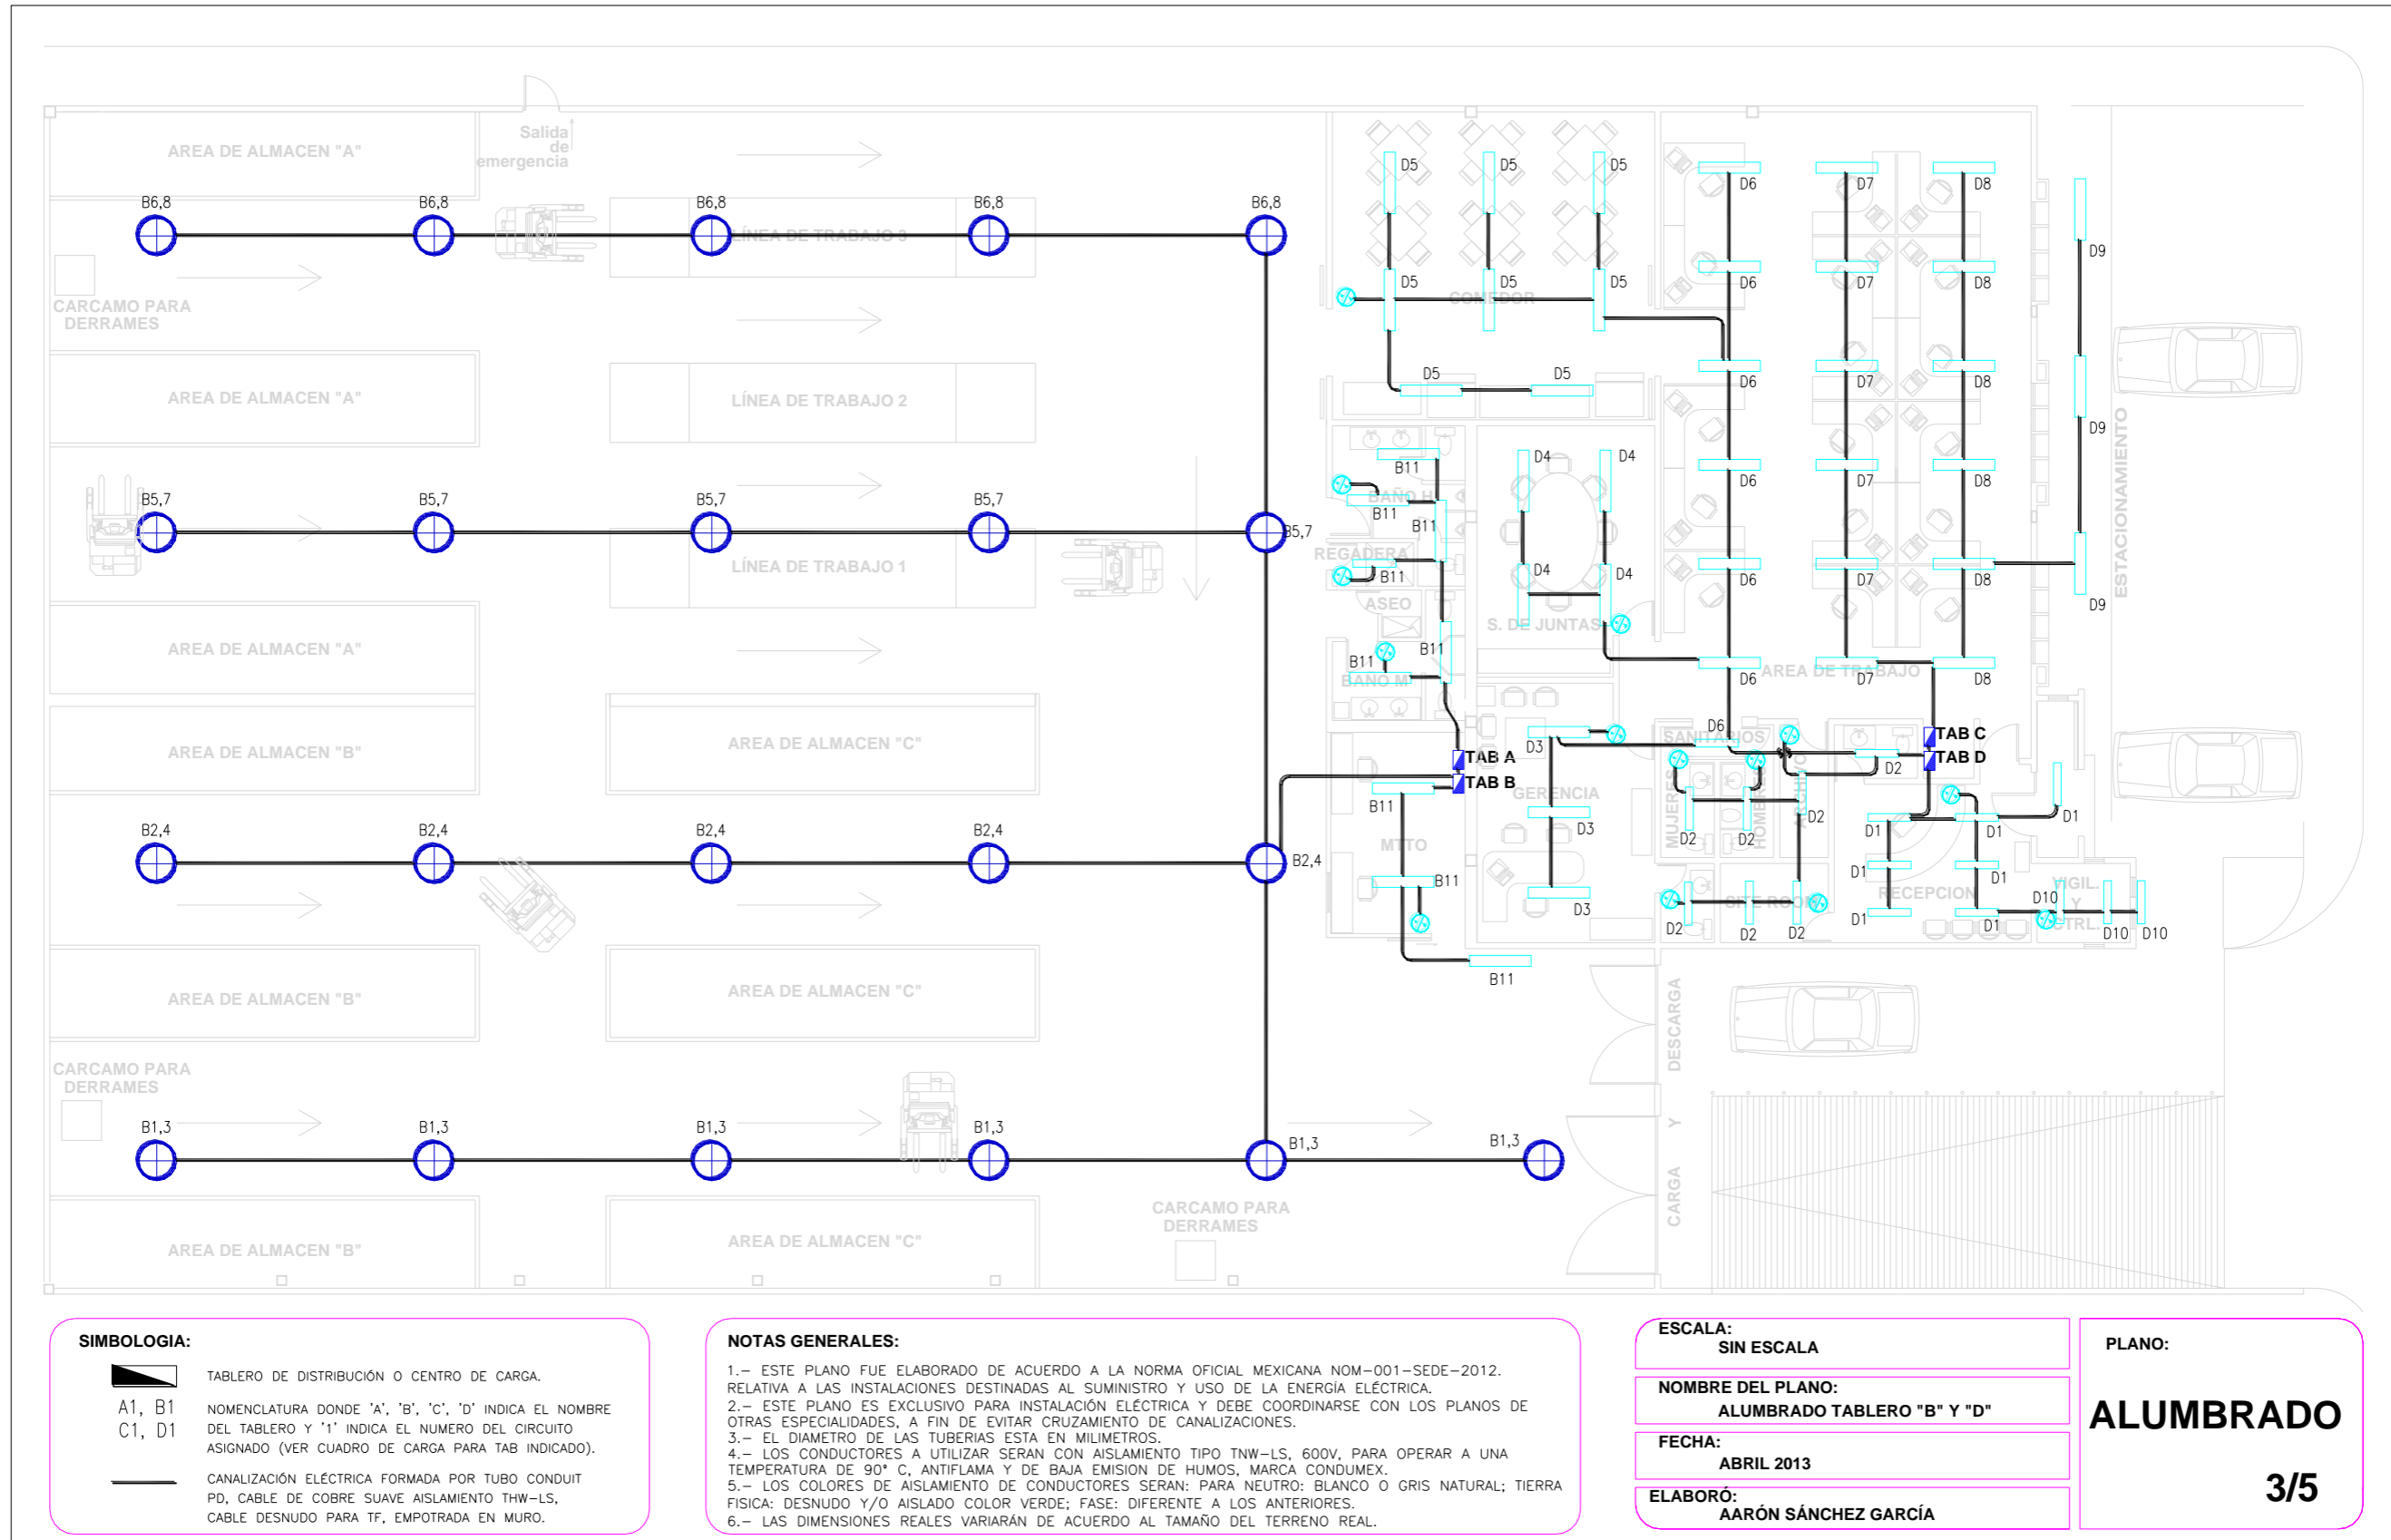 Salida
de
emergencia
AREA DE ALMACEN "A"
B6,8
B6,8
B6,8
B6,8
B6,8
LÍNEA DE TRABAJO 3
CARCAMO PARA
DERRAMES
AREA DE ALMACEN "A"
LÍNEA DE TRABAJO 2
B5,7
B5,7
B5,7
B5,7
B5,7
LÍNEA DE TRABAJO 1
AREA DE ALMACEN "A"
AREA DE ALMACEN "B"
AREA DE ALMACEN "C"
B2,4
B2,4
B2,4
B2,4
B2,4
AREA DE ALMACEN "B"
AREA DE ALMACEN "C"
CARCAMO PARA
DERRAMES
B1,3
B1,3
B1,3
B1,3
B1,3
B1,3
AREA DE ALMACEN "B"
AREA DE ALMACEN "C"
CARCAMO PARA
DERRAMES
D5
D5
D5
D5
D5
D5
COMEDOR
D5
D5
B11
BAÑO H
B11
B11
REGADERA
B11
ASEO
B11
B11
BAÑO M
TAB A
TAB B
B11
MTTO
B11
B11
D4
D4
D4
D4
S. DE JUNTAS
D3
GERENCIA
D3
D3
D6
D7
D8
D6
D7
D8
D6
D7
D8
D6
D7
D8
D6
D7
D8
AREA DE TRABAJO
D6
D7
D8
D9
D9
D9
ESTACIONAMIENTO
D6
SANITARIOS
MUJERES
HOMBRES
ARCHIVO
D2
D2
D2
D2
TAB C
TAB D
SITE ROOM
D2
D2
D2
D1
D1
D1
D1
D1
RECEPCION
D1
D1
VIGIL.
Y
CTRL.
D10
D10
D10
CARGA Y DESCARGA
SIMBOLOGIA:
TABLERO DE DISTRIBUCIÓN O CENTRO DE CARGA.
A1, B1
C1, D1
NOMENCLATURA DONDE 'A', 'B', 'C', 'D' INDICA EL NOMBRE
DEL TABLERO Y '1' INDICA EL NUMERO DEL CIRCUITO
ASIGNADO (VER CUADRO DE CARGA PARA TAB INDICADO).
CANALIZACIÓN ELÉCTRICA FORMADA POR TUBO CONDUIT
PD, CABLE DE COBRE SUAVE AISLAMIENTO THW-LS,
CABLE DESNUDO PARA TF, EMPOTRADA EN MURO.
NOTAS GENERALES:
1.- ESTE PLANO FUE ELABORADO DE ACUERDO A LA NORMA OFICIAL MEXICANA NOM-001-SEDE-2012.
RELATIVA A LAS INSTALACIONES DESTINADAS AL SUMINISTRO Y USO DE LA ENERGÍA ELÉCTRICA.
2.- ESTE PLANO ES EXCLUSIVO PARA INSTALACIÓN ELÉCTRICA Y DEBE COORDINARSE CON LOS PLANOS DE
OTRAS ESPECIALIDADES, A FIN DE EVITAR CRUZAMIENTO DE CANALIZACIONES.
3.- EL DIAMETRO DE LAS TUBERIAS ESTA EN MILIMETROS.
4.- LOS CONDUCTORES A UTILIZAR SERAN CON AISLAMIENTO TIPO TNW-LS, 600V, PARA OPERAR A UNA
TEMPERATURA DE 90° C, ANTIFLAMA Y DE BAJA EMISION DE HUMOS, MARCA CONDUMEX.
5.- LOS COLORES DE AISLAMIENTO DE CONDUCTORES SERAN: PARA NEUTRO: BLANCO O GRIS NATURAL; TIERRA
FISICA: DESNUDO Y/O AISLADO COLOR VERDE; FASE: DIFERENTE A LOS ANTERIORES.
6.- LAS DIMENSIONES REALES VARIARÁN DE ACUERDO AL TAMAÑO DEL TERRENO REAL.
ESCALA:
SIN ESCALA
NOMBRE DEL PLANO:
ALUMBRADO TABLERO "B" Y "D"
FECHA:
ABRIL 2013
ELABORÓ:
AARÓN SÁNCHEZ GARCÍA
PLANO:
ALUMBRADO
3/5